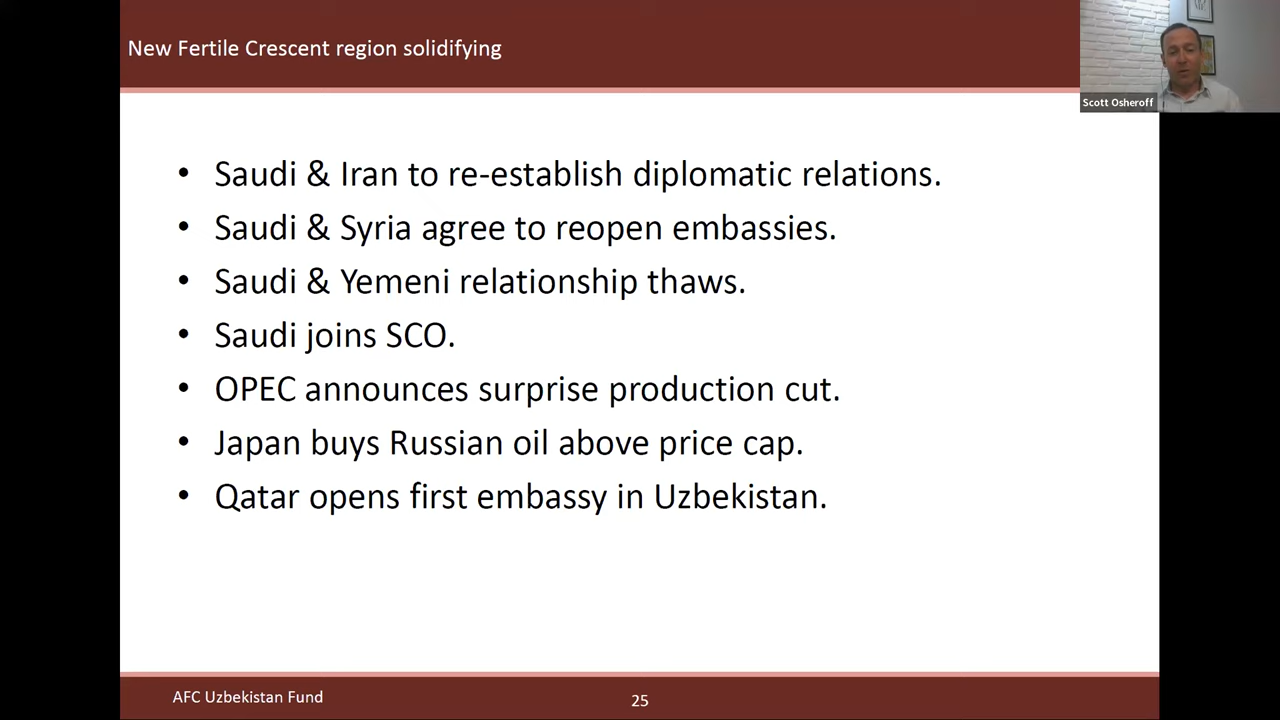 New Fertile Crescent region solidifying
Scott Osheroff
• Saudi & Iran to re-establish diplomatic relations.
• Saudi & Syria agree to reopen embassies.
• Saudi & Yemeni relationship thaws.
• Saudi joins SCO.
• OPEC announces surprise production cut.
• Japan buys Russian oil above price cap.
• Qatar opens first embassy in Uzbekistan.
AFC Uzbekistan Fund
25